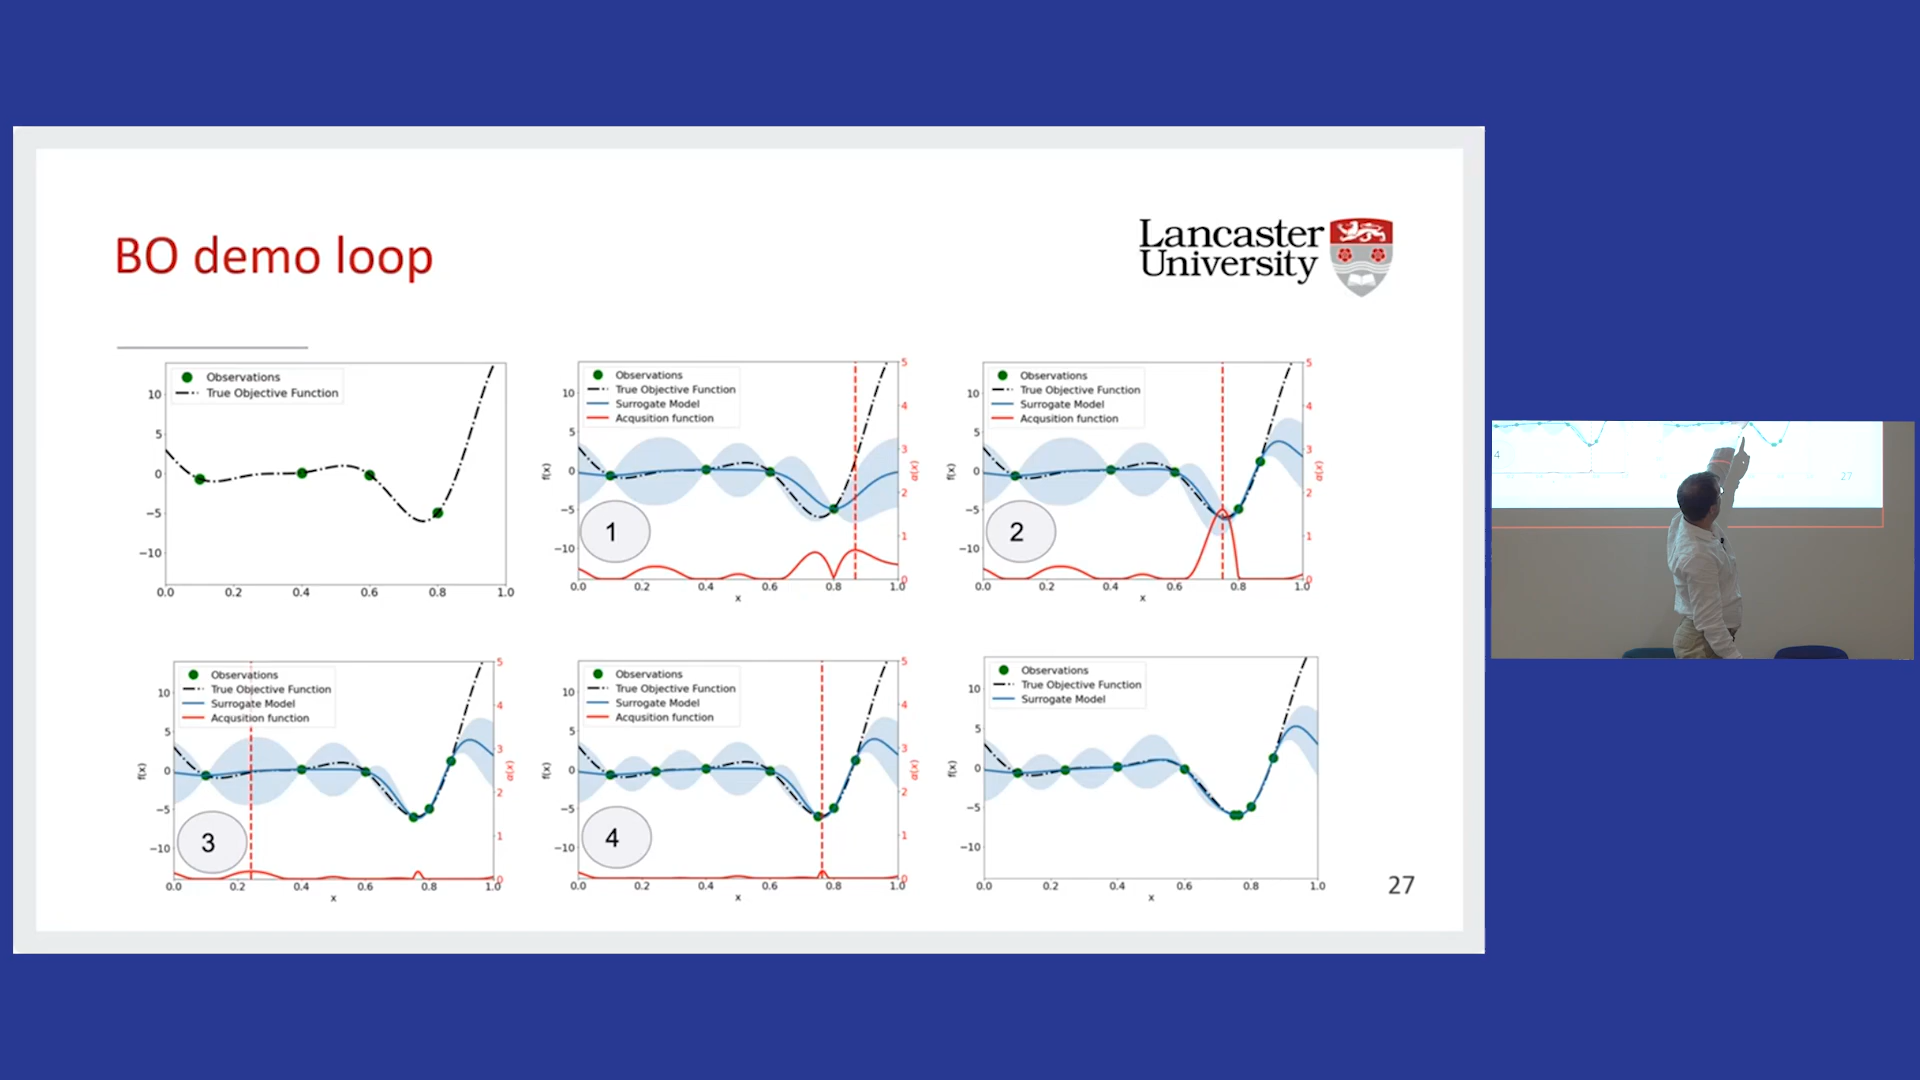 BO demo loop
Lancaster
University
Observations
True Objective Function
10
5
0
−5
−10
0.0 0.2 0.4 0.6 0.8 1.0
Observations
True Objective Function
Surrogate Model
Acqusition function
10
5
0
−5
−10
f(x)
5
4
3
2
1
0
α(x)
1
0.0 0.2 0.4 0.6 0.8 1.0
x
Observations
True Objective Function
Surrogate Model
Acqusition function
10
5
0
−5
−10
f(x)
5
4
3
2
1
0
α(x)
2
0.0 0.2 0.4 0.6 0.8 1.0
x
Observations
True Objective Function
Surrogate Model
Acqusition function
10
5
0
−5
−10
f(x)
5
4
3
2
1
0
α(x)
3
0.0 0.2 0.4 0.6 0.8 1.0
x
Observations
True Objective Function
Surrogate Model
Acqusition function
10
5
0
−5
−10
f(x)
5
4
3
2
1
0
α(x)
4
0.0 0.2 0.4 0.6 0.8 1.0
x
Observations
True Objective Function
Surrogate Model
10
5
0
−5
−10
f(x)
0.0 0.2 0.4 0.6 0.8 1.0
x
27
4
27